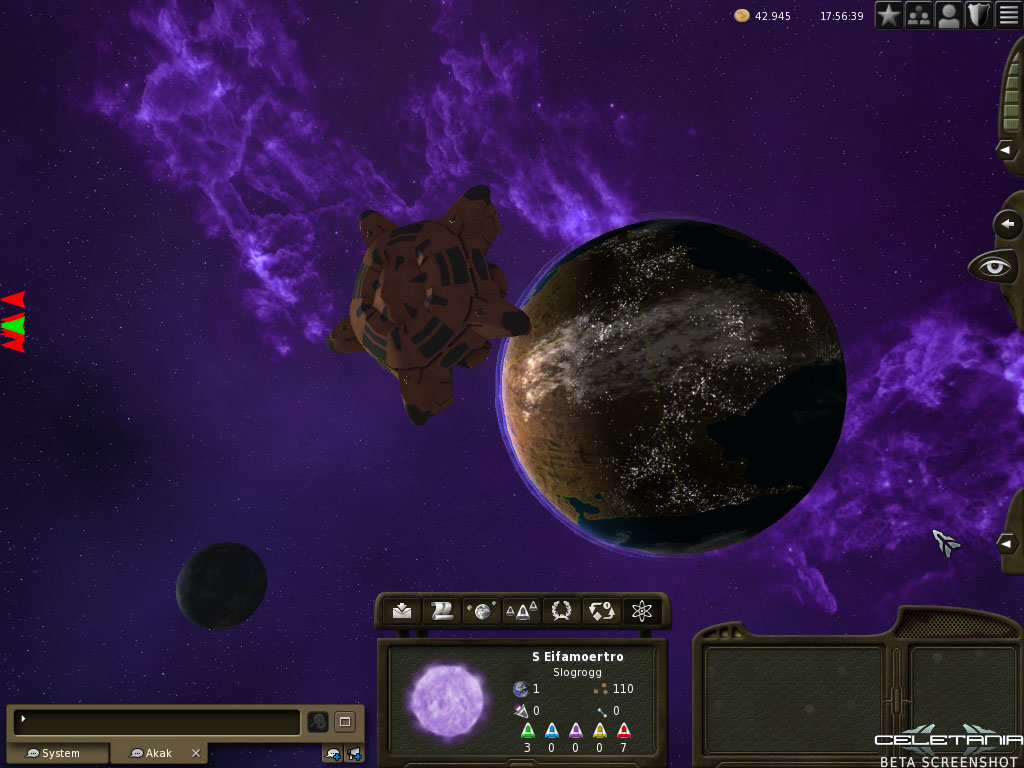 42.945 17:56:39
S Eifamoertro
Slogrogg
1 110
0 0
3 0 0 0 7
System Akak
CELETANIA
BETA SCREENSHOT